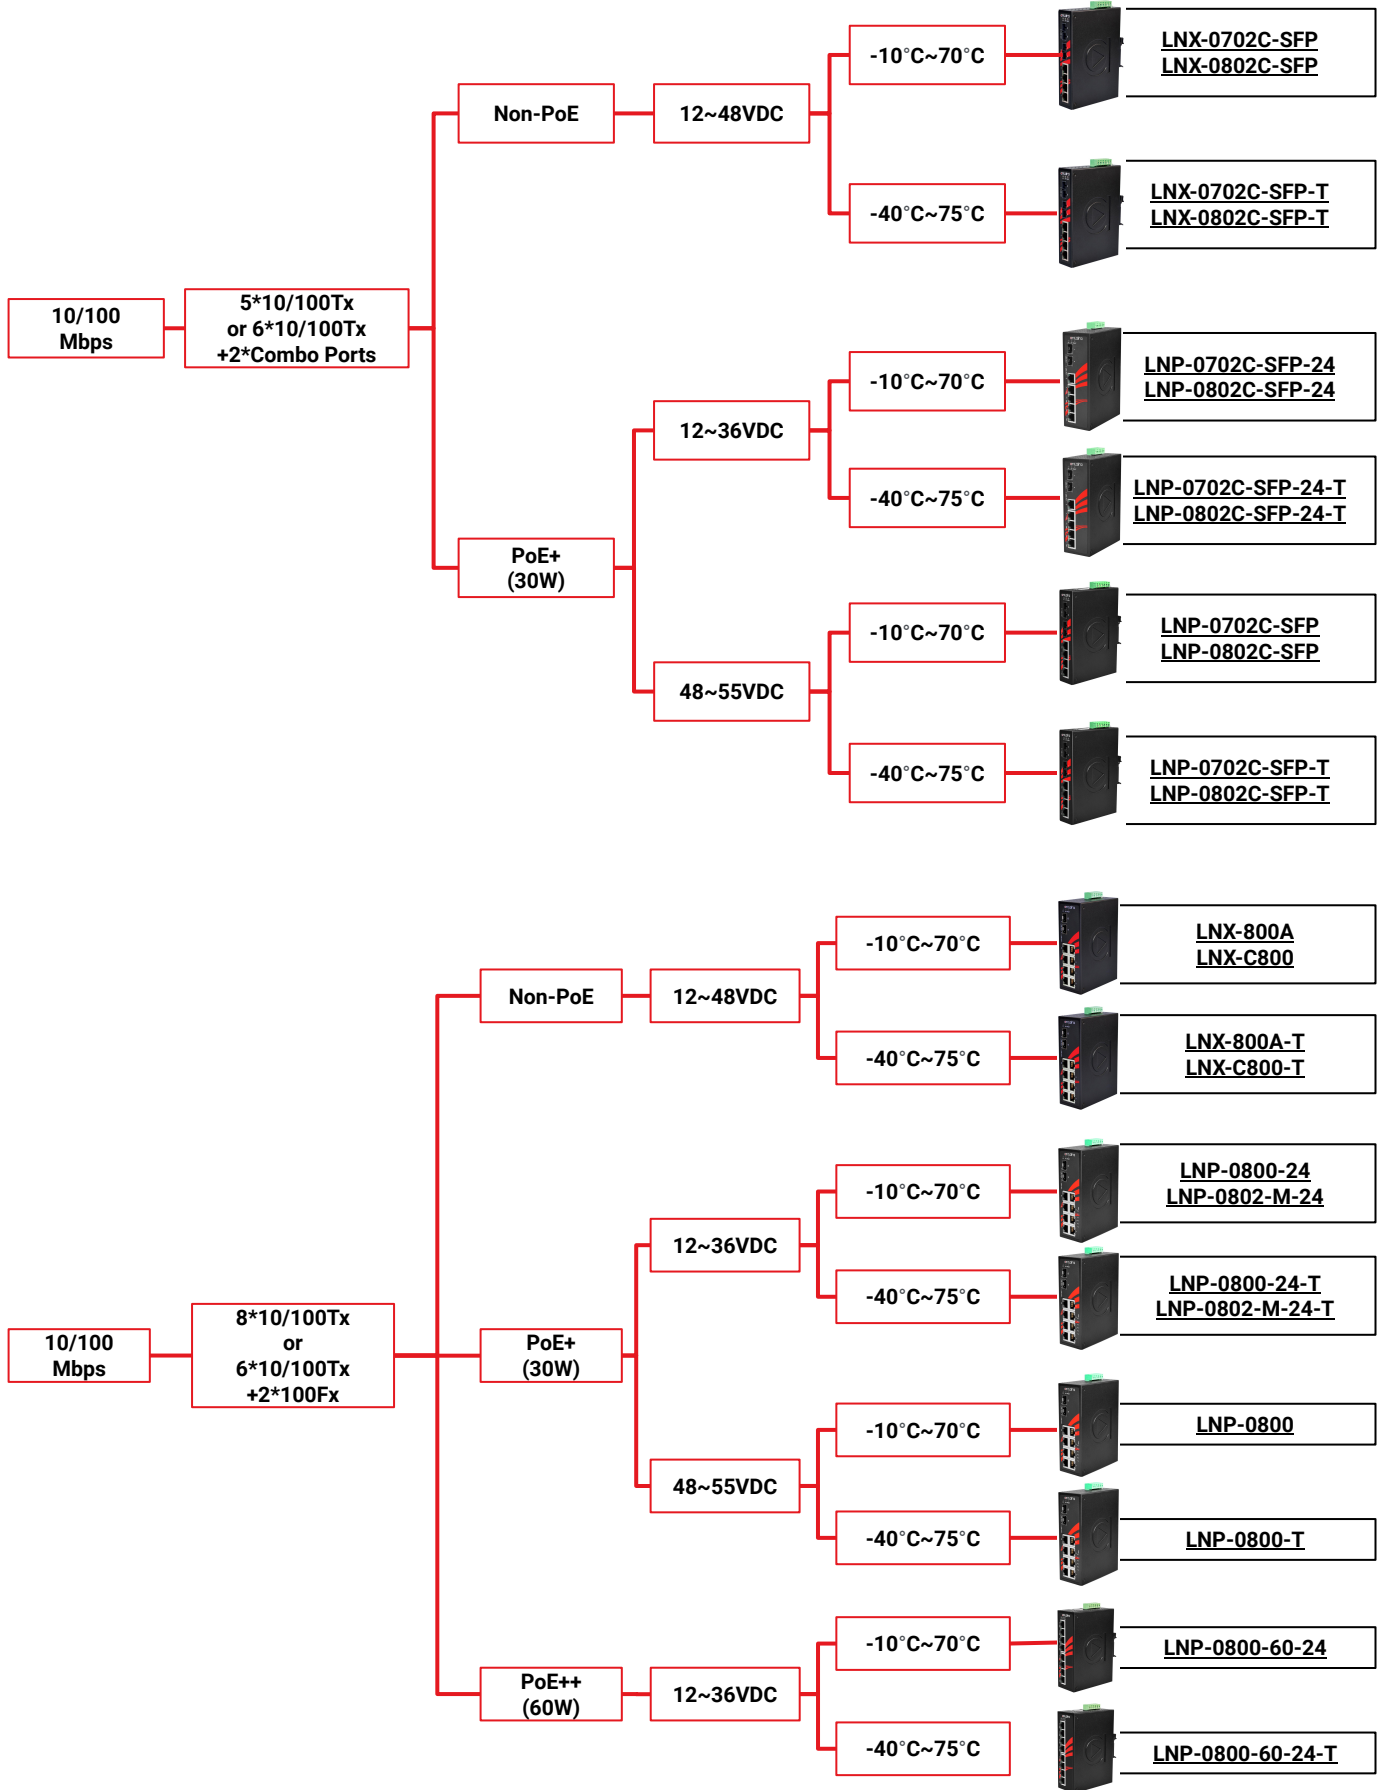 10/100
Mbps
5*10/100Tx
or 6*10/100Tx
+2*Combo Ports
Non-PoE
12~48VDC
-10°C~70°C
LNX-0702C-SFP
LNX-0802C-SFP
-40°C~75°C
LNX-0702C-SFP-T
LNX-0802C-SFP-T
PoE+
(30W)
12~36VDC
-10°C~70°C
LNP-0702C-SFP-24
LNP-0802C-SFP-24
-40°C~75°C
LNP-0702C-SFP-24-T
LNP-0802C-SFP-24-T
48~55VDC
-10°C~70°C
LNP-0702C-SFP
LNP-0802C-SFP
-40°C~75°C
LNP-0702C-SFP-T
LNP-0802C-SFP-T
10/100
Mbps
8*10/100Tx
or
6*10/100Tx
+2*100Fx
Non-PoE
12~48VDC
-10°C~70°C
LNX-800A
LNX-C800
-40°C~75°C
LNX-800A-T
LNX-C800-T
PoE+
(30W)
12~36VDC
-10°C~70°C
LNP-0800-24
LNP-0802-M-24
-40°C~75°C
LNP-0800-24-T
LNP-0802-M-24-T
48~55VDC
-10°C~70°C
LNP-0800
-40°C~75°C
LNP-0800-T
PoE++
(60W)
12~36VDC
-10°C~70°C
LNP-0800-60-24
-40°C~75°C
LNP-0800-60-24-T